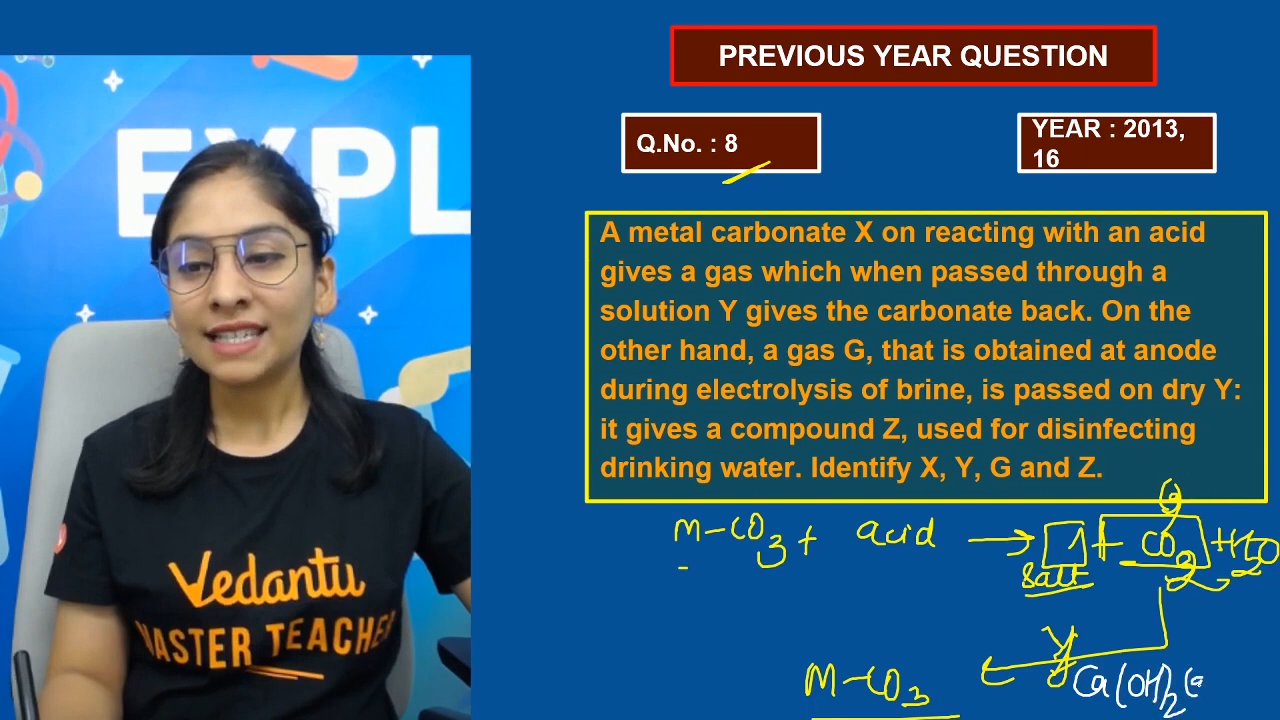 PREVIOUS YEAR QUESTION
Q.No. : 8
YEAR : 2013,
16
EXPL
A metal carbonate X on reacting with an acid
gives a gas which when passed through a
solution Y gives the carbonate back. On the
other hand, a gas G, that is obtained at anode
during electrolysis of brine, is passed on dry Y:
it gives a compound Z, used for disinfecting
drinking water. Identify X, Y, G and Z.
M-CO3 + acid → + CO2 + H2O
Salt
Y
M-CO3
Ca(OH)2
Vedantu
MASTER TEACHER